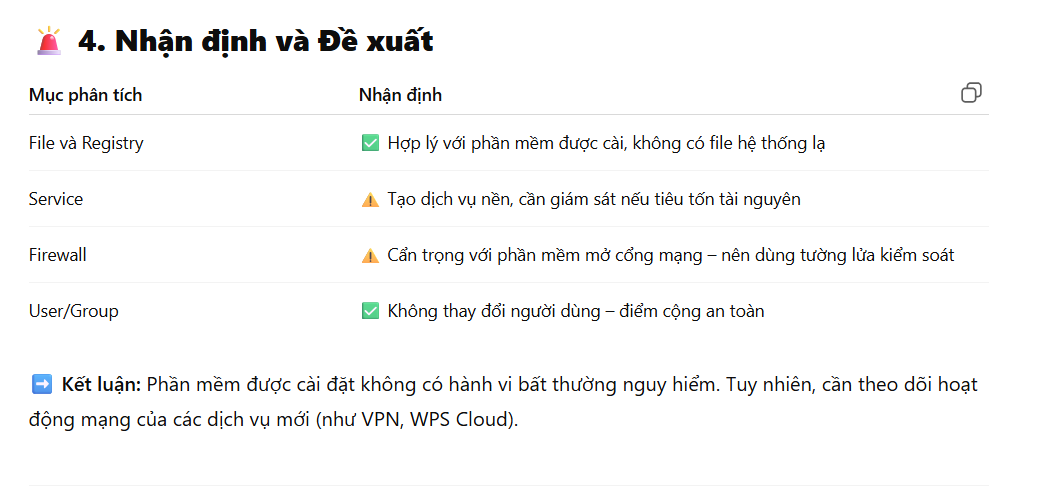 🚨 4. Nhận định và Đề xuất
Mục phân tích Nhận định
File và Registry ✅ Hợp lý với phần mềm được cài, không có file hệ thống lạ
Service ⚠️ Tạo dịch vụ nền, cần giám sát nếu tiêu tốn tài nguyên
Firewall ⚠️ Cẩn trọng với phần mềm mở cổng mạng – nên dùng tường lửa kiểm soát
User/Group ✅ Không thay đổi người dùng – điểm cộng an toàn
➡️ Kết luận: Phần mềm được cài đặt không có hành vi bất thường nguy hiểm. Tuy nhiên, cần theo dõi hoạt
động mạng của các dịch vụ mới (như VPN, WPS Cloud).